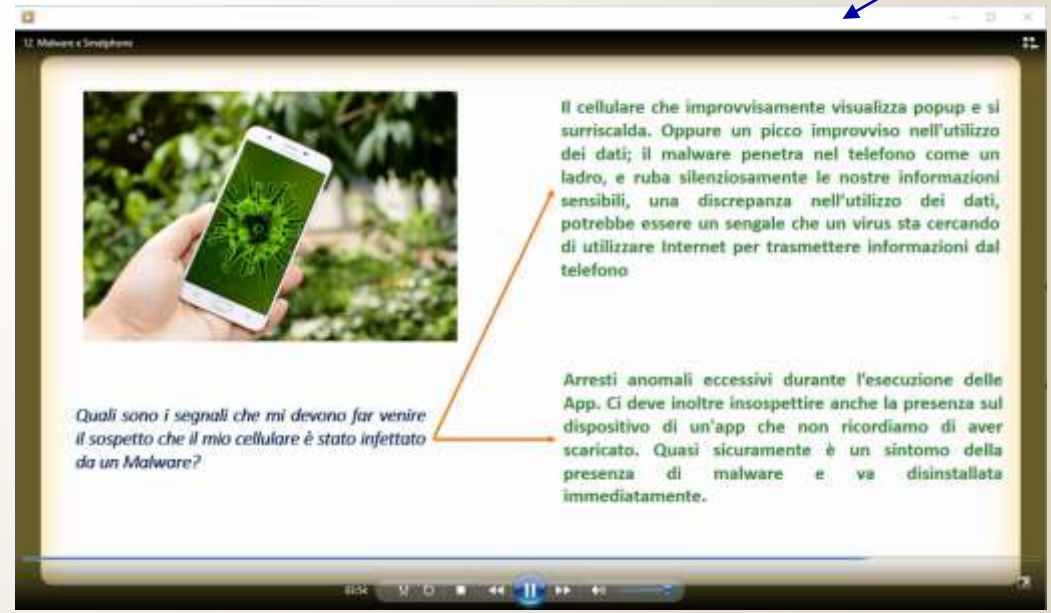 12. Malware e Smatphone
Il cellulare che improvvisamente visualizza popup e si
surriscalda. Oppure un picco improvviso nell'utilizzo
dei dati; il malware penetra nel telefono come un
ladro, e ruba silenziosamente le nostre informazioni
sensibili, una discrepanza nell'utilizzo dei dati,
potrebbe essere un sengale che un virus sta cercando
di utilizzare Internet per trasmettere informazioni dal
telefono
Quali sono i segnali che mi devono far venire
il sospetto che il mio cellulare è stato infettato
da un Malware?
Arresti anomali eccessivi durante l'esecuzione delle
App. Ci deve inoltre insospettire anche la presenza sul
dispositivo di un'app che non ricordiamo di aver
scaricato. Quasi sicuramente è un sintomo della
presenza di malware e va disinstallata
immediatamente.